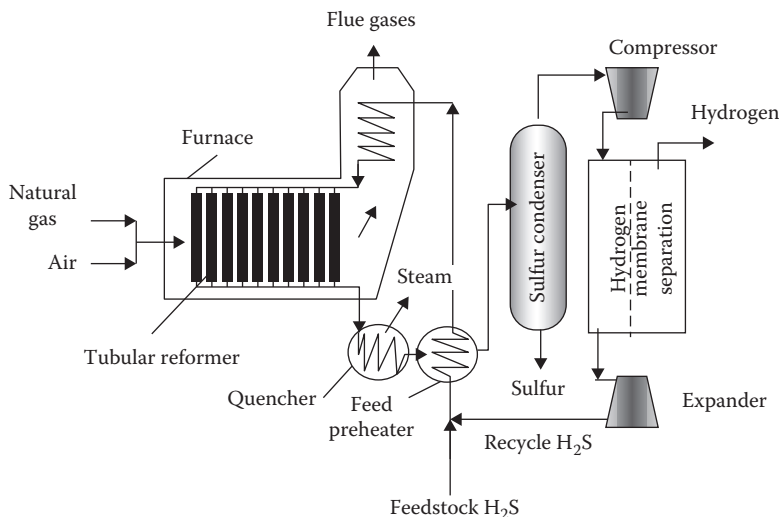 Flue gases
Compressor
Hydrogen
Furnace
Natural
gas
Air
Sulfur condenser
Hydrogen
membrane
separation
Steam
Tubular reformer
Quencher
Feed
preheater
Sulfur
Expander
Recycle H₂S
Feedstock H₂S